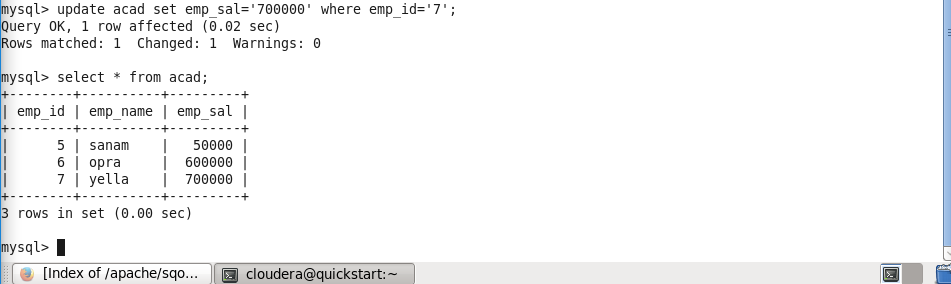 mysql> update acad set emp_sal='700000' where emp_id='7';
Query OK, 1 row affected (0.02 sec)
Rows matched: 1  Changed: 1  Warnings: 0
mysql> select * from acad;
+--------+----------+---------+
| emp_id | emp_name | emp_sal |
+--------+----------+---------+
|      5 | sanam    |   50000 |
|      6 | opra     |  600000 |
|      7 | yella    |  700000 |
+--------+----------+---------+
3 rows in set (0.00 sec)
mysql>
[Index of /apache/sqo... cloudera@quickstart:~